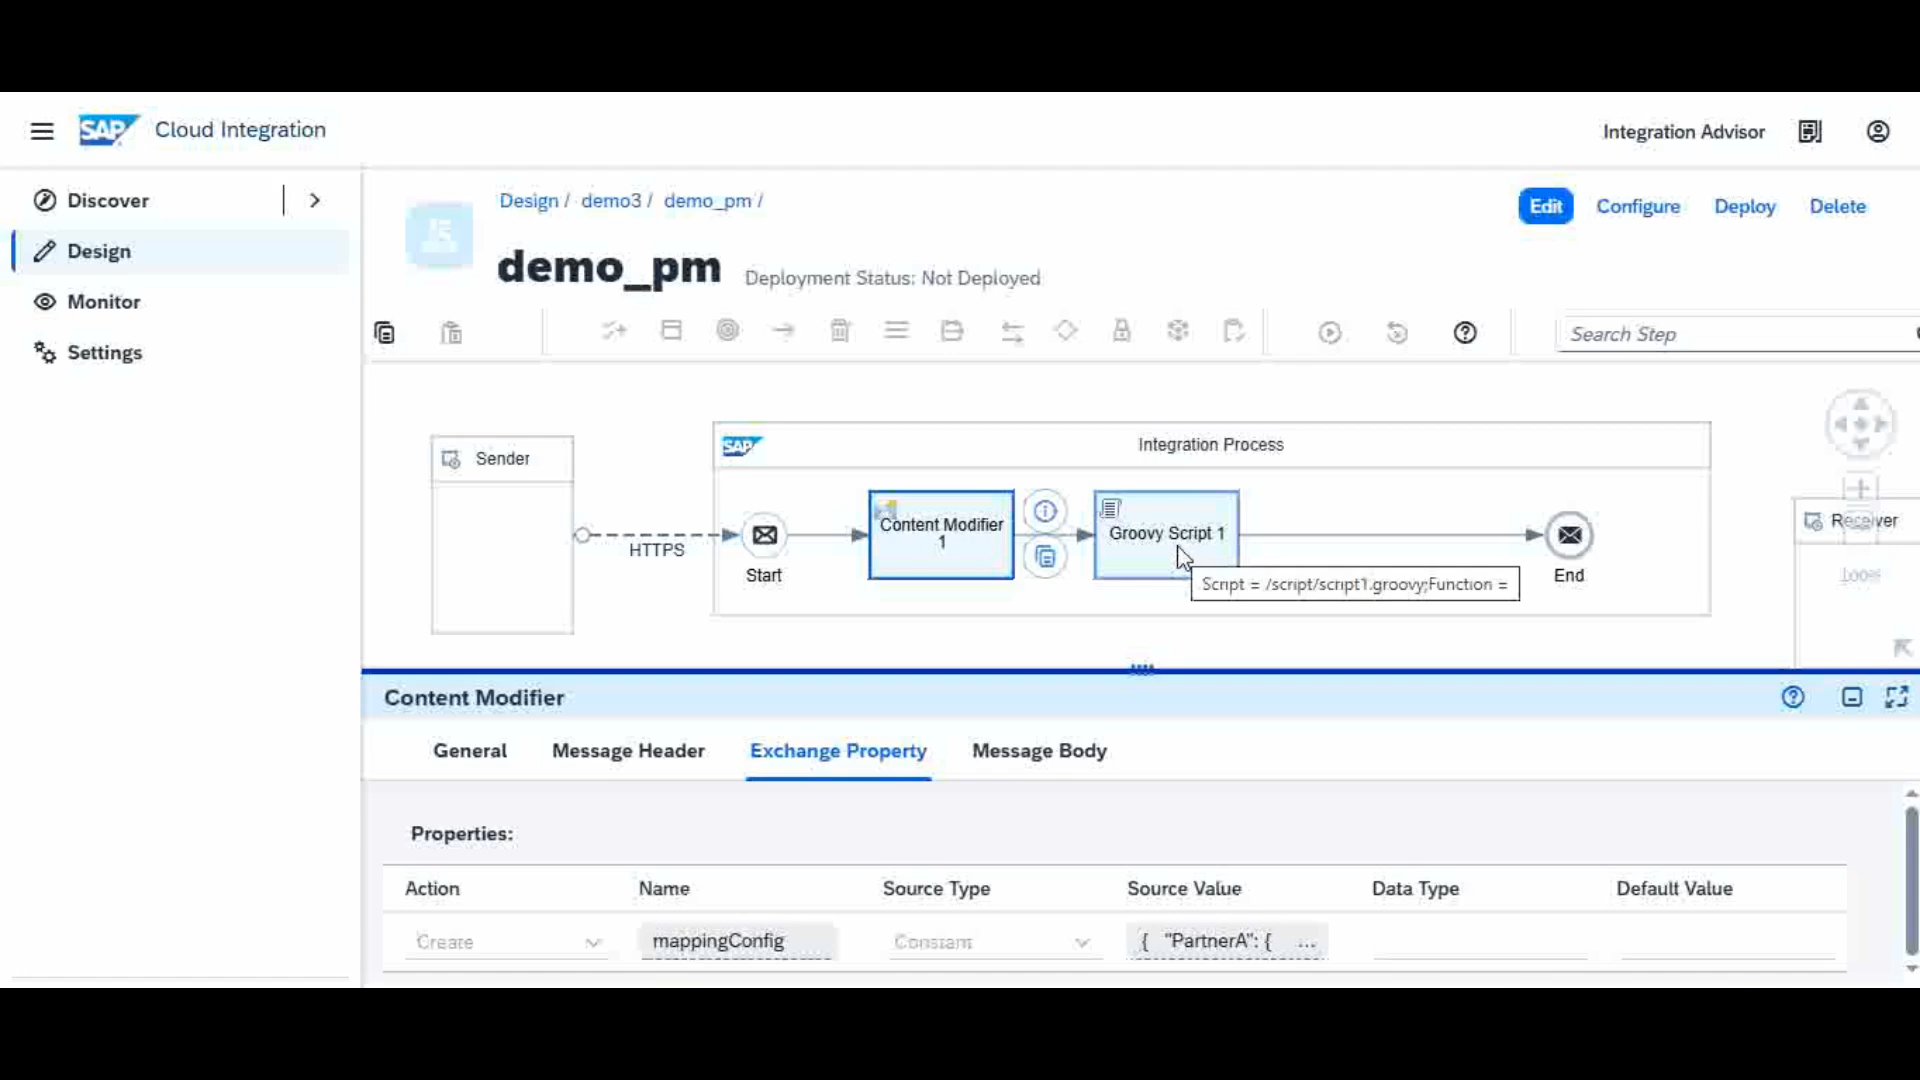 SAP Cloud Integration
Integration Advisor
Discover
Design
Monitor
Settings
Design / demo3 / demo_pm /
Edit Configure Deploy Delete
demo_pm Deployment Status: Not Deployed
Search Step
Sender
SAP Integration Process
HTTPS
Start
Content Modifier
1
Groovy Script 1
Script = /script/script1.groovy;Function =
End
Receiver
100%
Content Modifier
General Message Header Exchange Property Message Body
Properties:
Action Name Source Type Source Value Data Type Default Value
Create mappingConfig Constant { "PartnerA": { ...